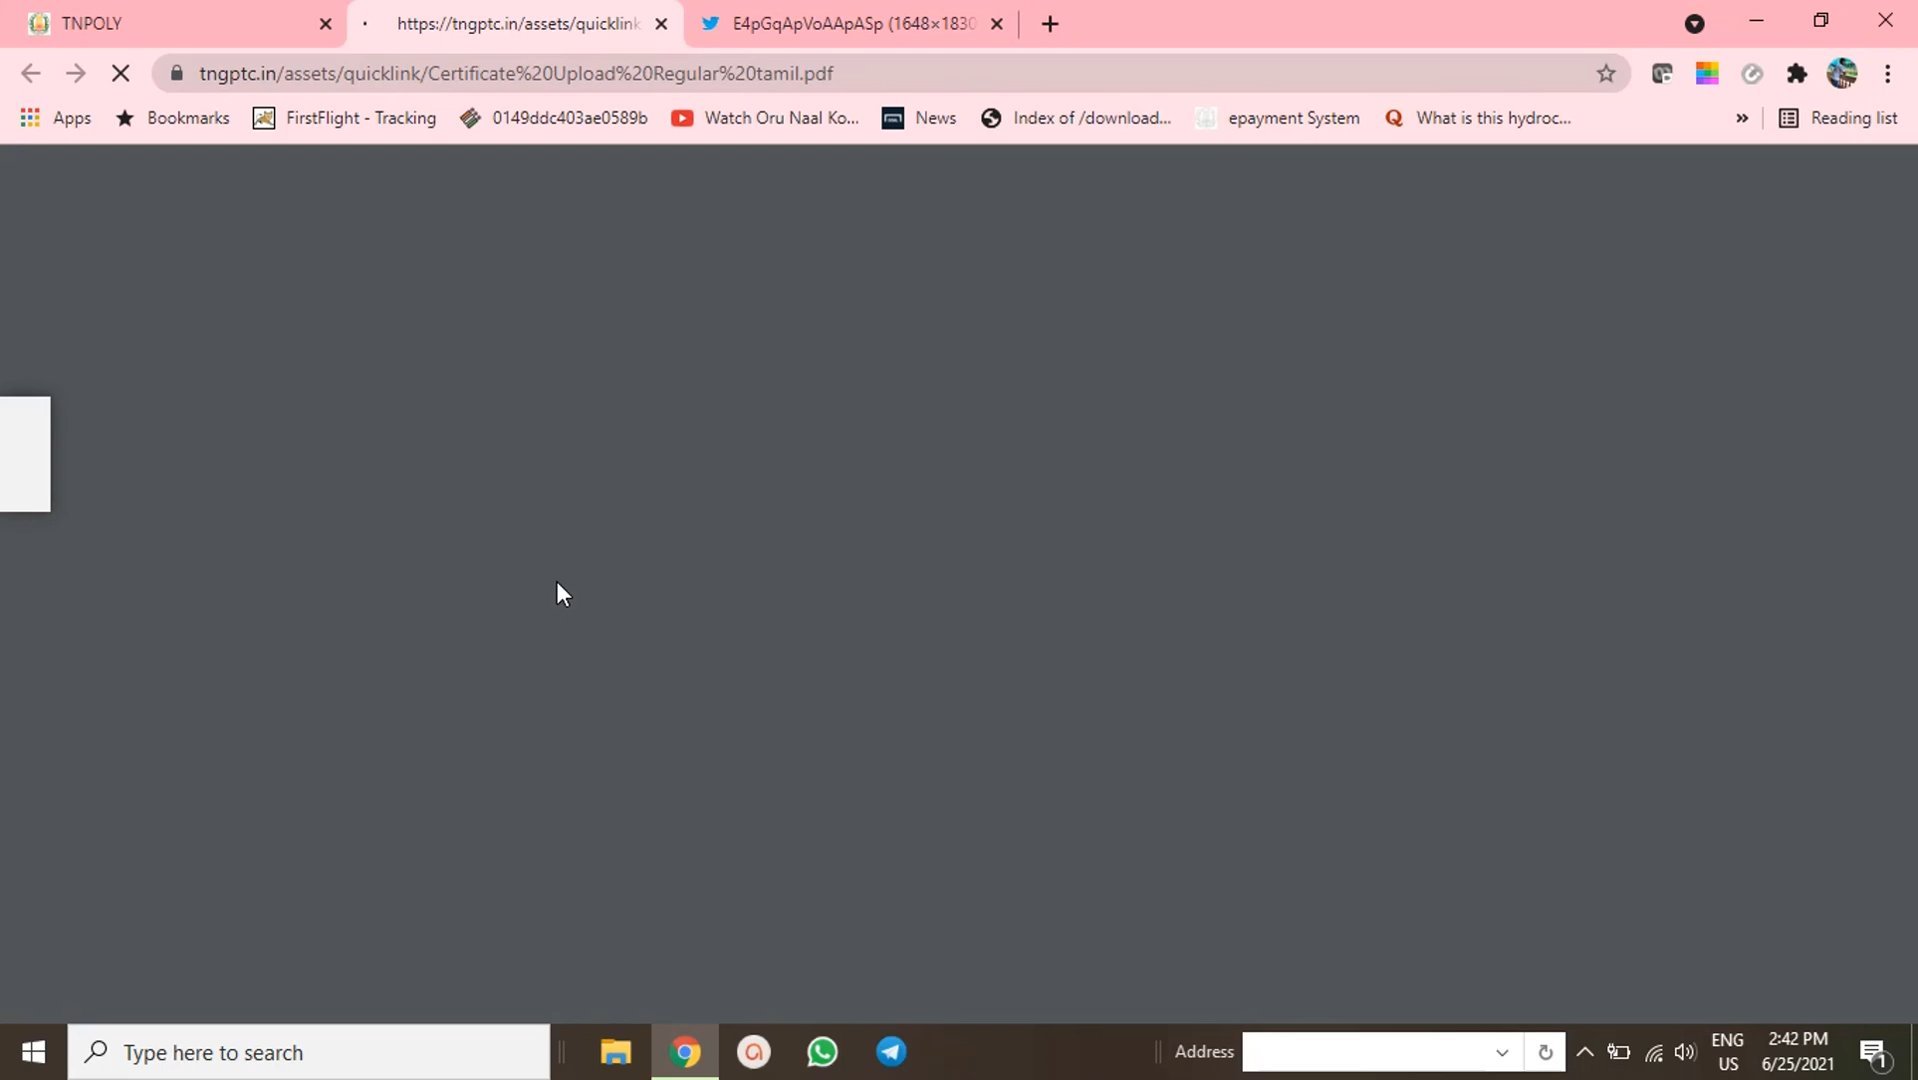 TNPOLY
https://tngptc.in/assets/quicklink
E4pGqApVoAApASp (1648×1830
tngptc.in/assets/quicklink/Certificate%20Upload%20Regular%20tamil.pdf
Apps
Bookmarks
FirstFlight - Tracking
0149ddc403ae0589b
Watch Oru Naal Ko...
News
Index of /download...
epayment System
What is this hydroc...
»
Reading list
Type here to search
Address
ENG
US
2:42 PM
6/25/2021
1